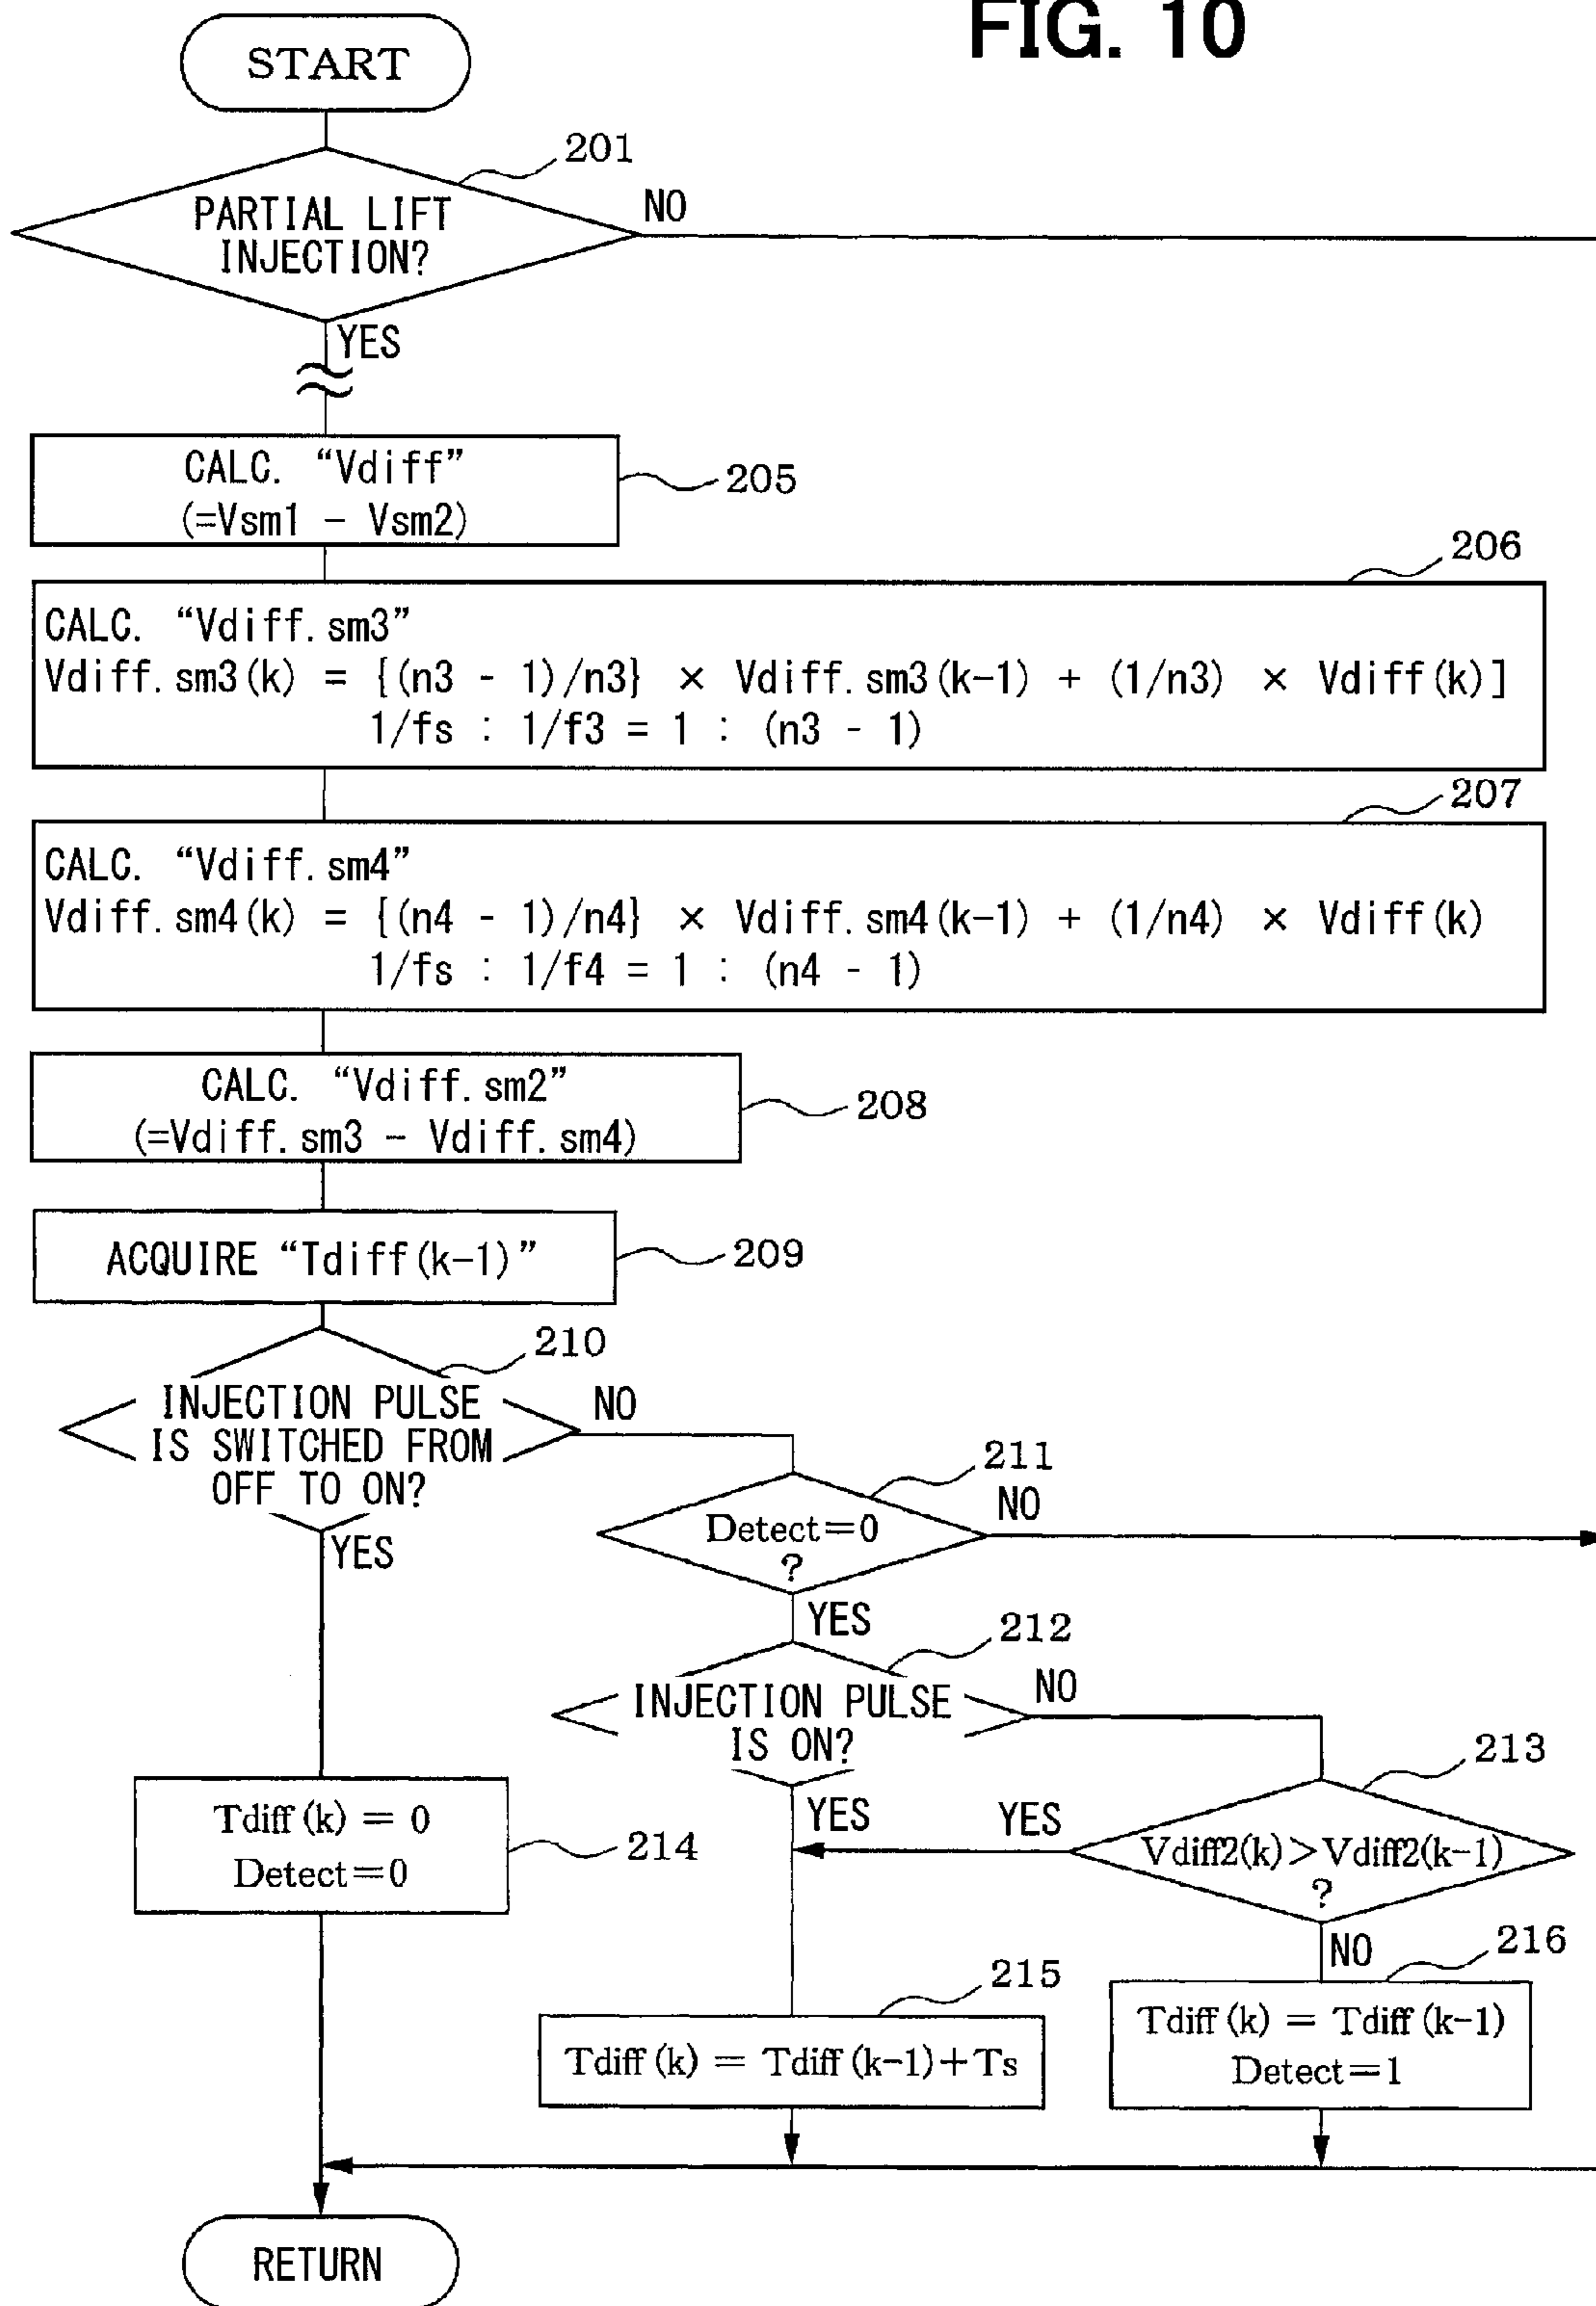 FIG. 10
START
201
PARTIAL LIFT
INJECTION?
NO
YES
CALC. “Vdiff”
(=Vsm1 - Vsm2)
205
206
CALC. “Vdiff.sm3”
Vdiff.sm3(k) = [(n3 - 1)/n3} × Vdiff.sm3(k-1) + (1/n3) × Vdiff(k)]
1/fs : 1/f3 = 1 : (n3 - 1)
207
CALC. “Vdiff.sm4”
Vdiff.sm4(k) = {(n4 - 1)/n4} × Vdiff.sm4(k-1) + (1/n4) × Vdiff(k)
1/fs : 1/f4 = 1 : (n4 - 1)
CALC. “Vdiff.sm2”
(=Vdiff.sm3 - Vdiff.sm4)
208
ACQUIRE “Tdiff(k-1)”
209
210
INJECTION PULSE
IS SWITCHED FROM
OFF TO ON?
NO
YES
211
Detect=0
?
NO
YES
212
INJECTION PULSE
IS ON?
NO
YES
213
Vdiff2(k)>Vdiff2(k-1)
?
YES
NO
Tdiff(k) = 0
Detect=0
214
215
Tdiff(k) = Tdiff(k-1)+Ts
216
Tdiff(k) = Tdiff(k-1)
Detect=1
RETURN